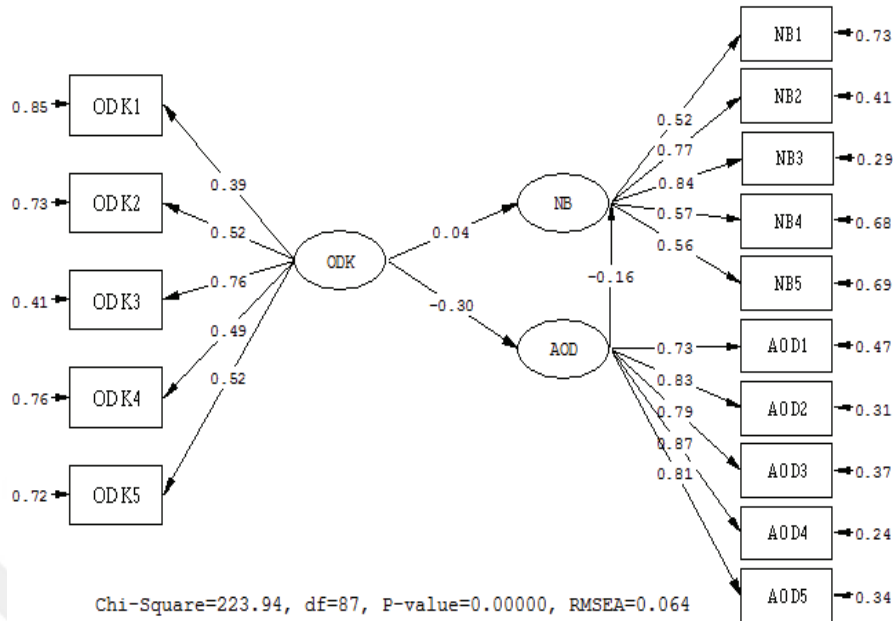 NB1
0.73
ODK1
0.85
NB2
0.41
0.52
0.77
NB3
0.29
0.39
0.84
ODK2
0.73
NB
0.57
NB4
0.68
0.52
0.04
0.56
ODK
0.76
-0.16
NB5
0.69
ODK3
0.41
-0.30
0.49
AOD
0.73
AOD1
0.47
0.52
0.83
ODK4
0.76
0.79
AOD2
0.31
0.87
0.81
AOD3
0.37
ODK5
0.72
AOD4
0.24
AOD5
0.34
Chi-Square=223.94, df=87, P-value=0.00000, RMSEA=0.064